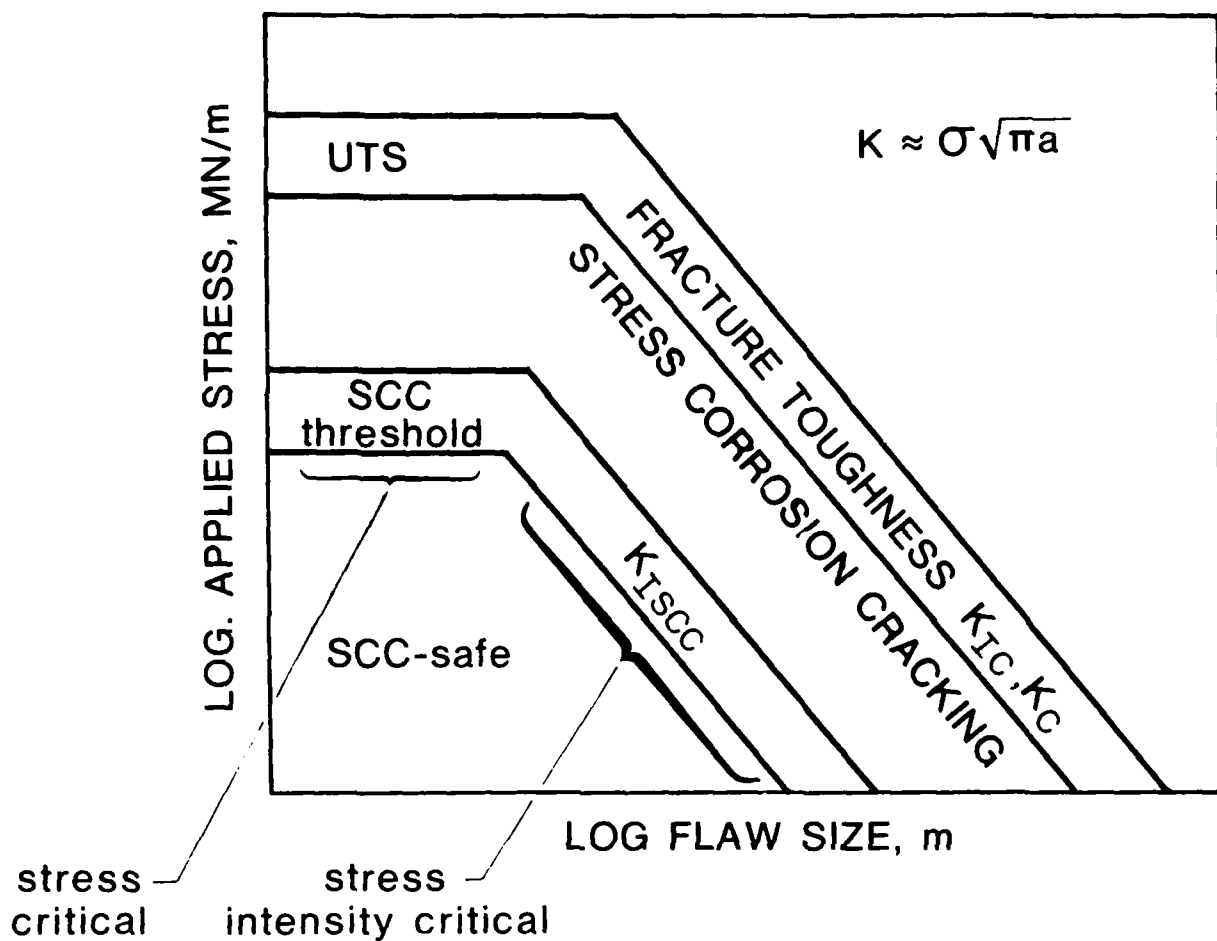 LOG. APPLIED STRESS, MN/m
UTS
K ≈ σ√πa
FRACTURE TOUGHNESS K_IC, K_C
STRESS CORROSION CRACKING
SCC
threshold
K_ISCC
SCC-safe
LOG FLAW SIZE, m
stress
critical
stress
intensity critical